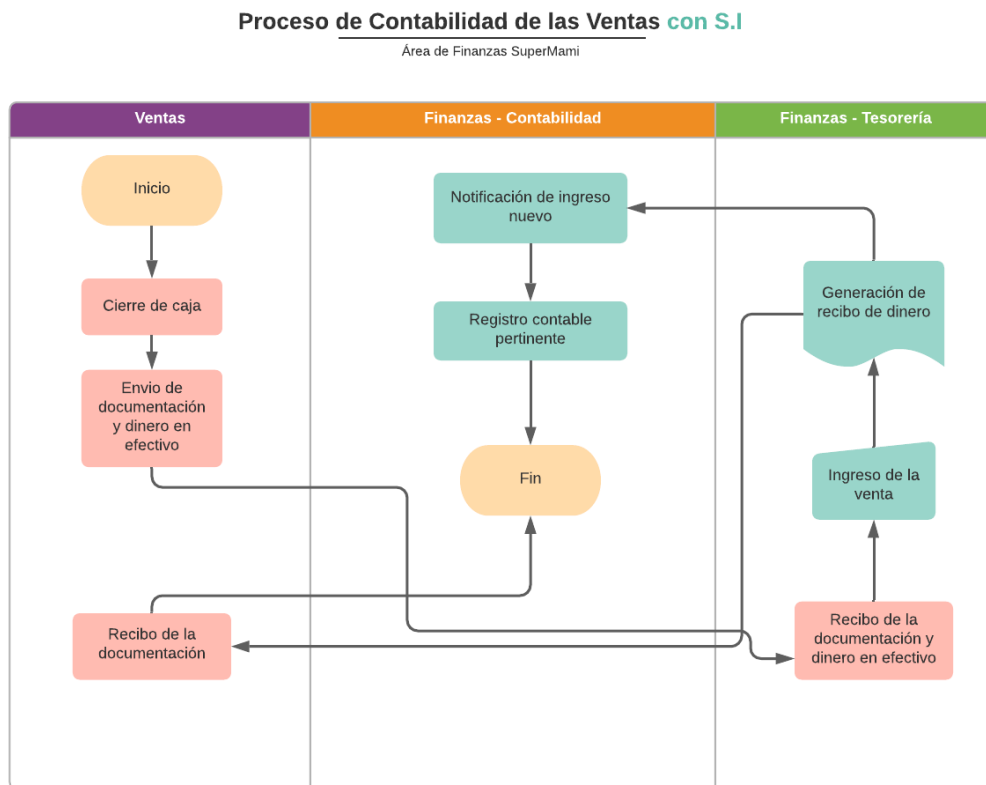 Proceso de Contabilidad de las Ventas con S.I
Área de Finanzas SuperMami
Ventas
Finanzas - Contabilidad
Finanzas - Tesorería
Inicio
Cierre de caja
Envio de
documentación
y dinero en
efectivo
Recibo de la
documentación
Notificación de ingreso
nuevo
Registro contable
pertinente
Fin
Generación de
recibo de dinero
Ingreso de la
venta
Recibo de la
documentación y
dinero en efectivo